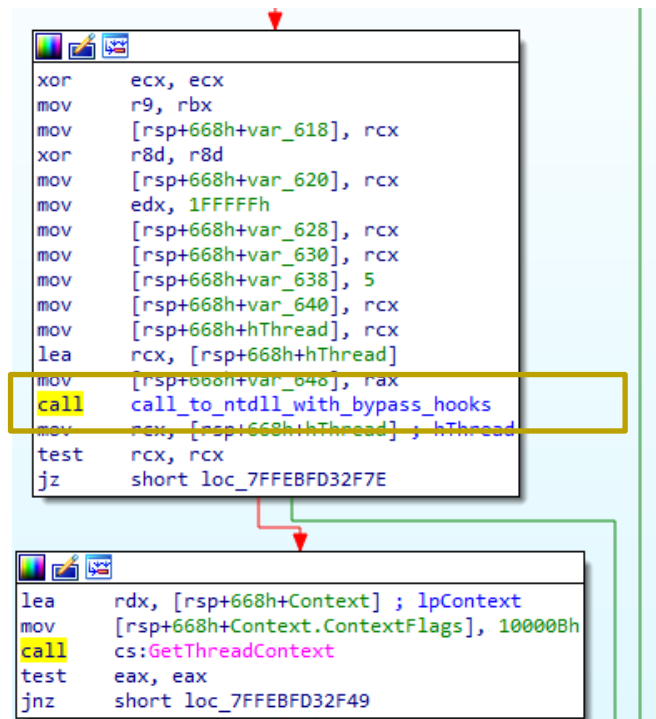 xor ecx, ecx
mov r9, rbx
mov [rsp+668h+var_618], rcx
xor r8d, r8d
mov [rsp+668h+var_620], rcx
mov edx, 1FFFFFh
mov [rsp+668h+var_628], rcx
mov [rsp+668h+var_630], rcx
mov [rsp+668h+var_638], 5
mov [rsp+668h+var_640], rcx
mov [rsp+668h+hThread], rcx
lea rcx, [rsp+668h+hThread]
mov [rsp+668h+var_648], rax
call call_to_ntdll_with_bypass_hooks
mov rcx, [rsp+668h+hThread] ; hThread
test rcx, rcx
jz short loc_7FFEBFD32F7E
lea rdx, [rsp+668h+Context] ; lpContext
mov [rsp+668h+Context.ContextFlags], 10000Bh
call cs:GetThreadContext
test eax, eax
jnz short loc_7FFEBFD32F49